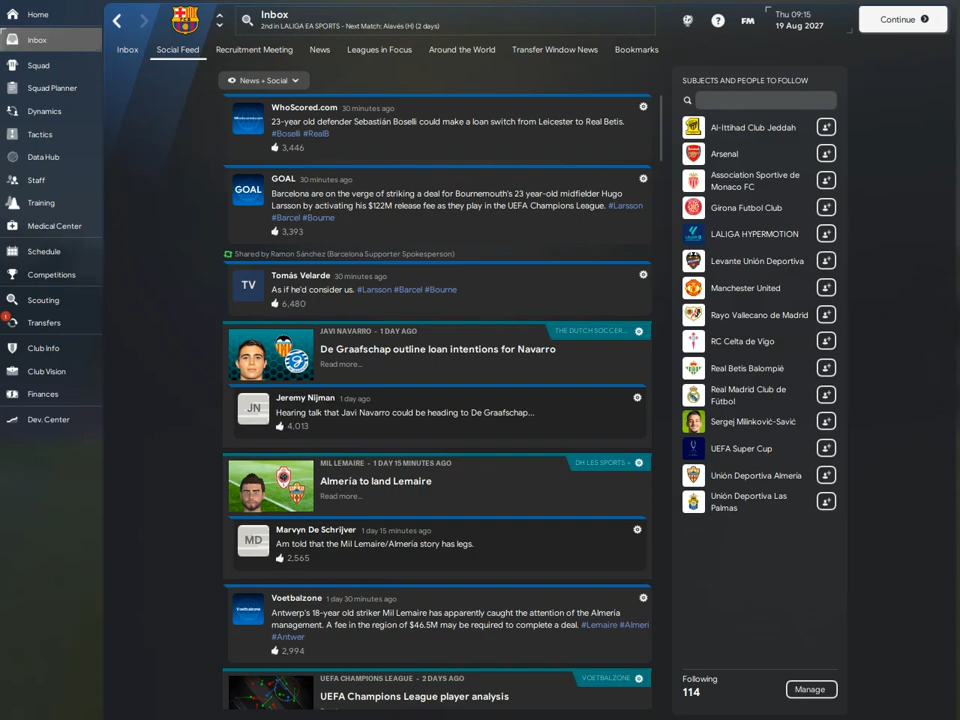 Home
Inbox
Squad
Squad Planner
Dynamics
Tactics
Data Hub
Staff
Training
Medical Center
Schedule
Competitions
Scouting
1
Transfers
Club Info
Club Vision
Finances
Dev. Center
Inbox
2nd in LALIGA EA SPORTS - Next Match: Alavés (H) (2 days)
?
FM
Thu 09:15
19 Aug 2027
Continue
Inbox
Social Feed
Recruitment Meeting
News
Leagues in Focus
Around the World
Transfer Window News
Bookmarks
News + Social
WhoScored.com
WhoScored.com 30 minutes ago
23-year old defender Sebastián Boselli could make a loan switch from Leicester to Real Betis.
#Boselli #RealB
3,446
GOAL
GOAL 30 minutes ago
Barcelona are on the verge of striking a deal for Bournemouth's 23 year-old midfielder Hugo
Larsson by activating his $122M release fee as they play in the UEFA Champions League. #Larsson
#Barcel #Bourne
3,393
Shared by Ramon Sánchez (Barcelona Supporter Spokesperson)
TV
Tomás Velarde 30 minutes ago
As if he'd consider us. #Larsson #Barcel #Bourne
6,480
JAVI NAVARRO - 1 DAY AGO
THE DUTCH SOCCER...
De Graafschap outline loan intentions for Navarro
Read more...
JN
Jeremy Nijman 1 day ago
Hearing talk that Javi Navarro could be heading to De Graafschap...
4,013
MIL LEMAIRE - 1 DAY 15 MINUTES AGO
DH LES SPORTS +
Almería to land Lemaire
Read more...
MD
Marvyn De Schrijver 1 day 15 minutes ago
Am told that the Mil Lemaire/Almería story has legs.
2,565
Voetbalzone
Voetbalzone 1 day 30 minutes ago
Antwerp's 18-year old striker Mil Lemaire has apparently caught the attention of the Almería
management. A fee in the region of $46.5M may be required to complete a deal. #Lemaire #Almeri
#Antwer
2,994
UEFA CHAMPIONS LEAGUE - 2 DAYS AGO
VOETBALZONE
UEFA Champions League player analysis
SUBJECTS AND PEOPLE TO FOLLOW
Al-Ittihad Club Jeddah
Arsenal
Association Sportive de
Monaco FC
Girona Futbol Club
LALIGA HYPERMOTION
Levante Unión Deportiva
Manchester United
Rayo Vallecano de Madrid
RC Celta de Vigo
Real Betis Balompié
Real Madrid Club de
Fútbol
Sergej Milinković-Savić
UEFA Super Cup
Unión Deportiva Almería
Unión Deportiva Las
Palmas
Following
114
Manage